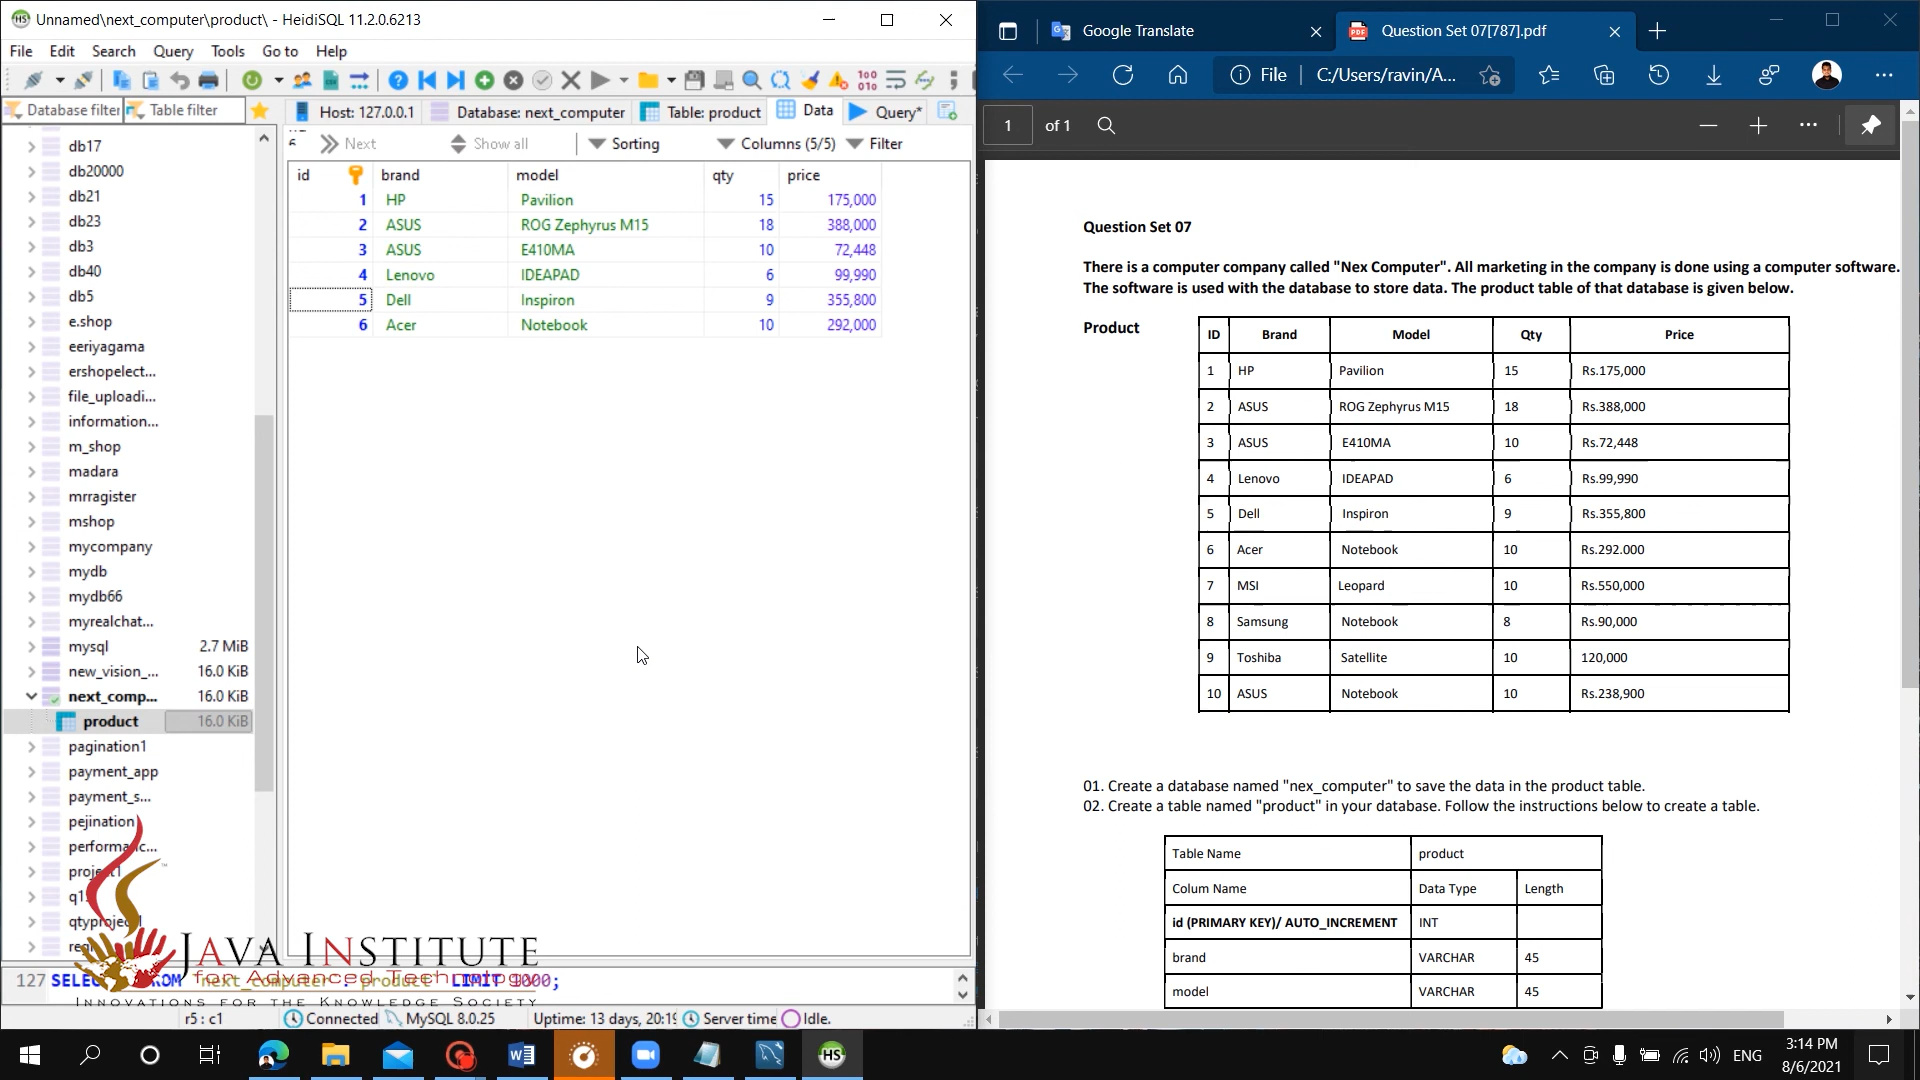 Unnamed\next_computer\product\ - HeidiSQL 11.2.0.6213
File Edit Search Query Tools Go to Help
Database filter Table filter Host: 127.0.0.1 Database: next_computer Table: product Data Query*
Next Show all Sorting Columns (5/5) Filter
id brand model qty price
1 HP Pavilion 15 175,000
2 ASUS ROG Zephyrus M15 18 388,000
3 ASUS E410MA 10 72,448
4 Lenovo IDEAPAD 6 99,990
5 Dell Inspiron 9 355,800
6 Acer Notebook 10 292,000
db17
db20000
db21
db23
db3
db40
db5
e.shop
eeriyagama
ershopelect...
file_uploadi...
information...
m_shop
madara
mrragister
mshop
mycompany
mydb
mydb66
myrealchat...
mysql 2.7 MiB
new_vision_... 16.0 KiB
next_comp... 16.0 KiB
product 16.0 KiB
pagination1
payment_app
payment_s...
pejination
JAVA INSTITUTE
for Advanced Technology
INNOVATIONS FOR THE KNOWLEDGE SOCIETY
r5 : c1 Connected MySQL 8.0.25 Uptime: 13 days, 20:19 Server time Idle.
Google Translate Question Set 07[787].pdf
File C:/Users/ravin/A...
1 of 1
Question Set 07
There is a computer company called "Nex Computer". All marketing in the company is done using a computer software.
The software is used with the database to store data. The product table of that database is given below.
Product
ID Brand Model Qty Price
1 HP Pavilion 15 Rs.175,000
2 ASUS ROG Zephyrus M15 18 Rs.388,000
3 ASUS E410MA 10 Rs.72,448
4 Lenovo IDEAPAD 6 Rs.99,990
5 Dell Inspiron 9 Rs.355,800
6 Acer Notebook 10 Rs.292.000
7 MSI Leopard 10 Rs.550,000
8 Samsung Notebook 8 Rs.90,000
9 Toshiba Satellite 10 120,000
10 ASUS Notebook 10 Rs.238,900
01. Create a database named "nex_computer" to save the data in the product table.
02. Create a table named "product" in your database. Follow the instructions below to create a table.
Table Name product
Colum Name Data Type Length
id (PRIMARY KEY)/ AUTO_INCREMENT INT
brand VARCHAR 45
model VARCHAR 45
ENG 3:14 PM
8/6/2021